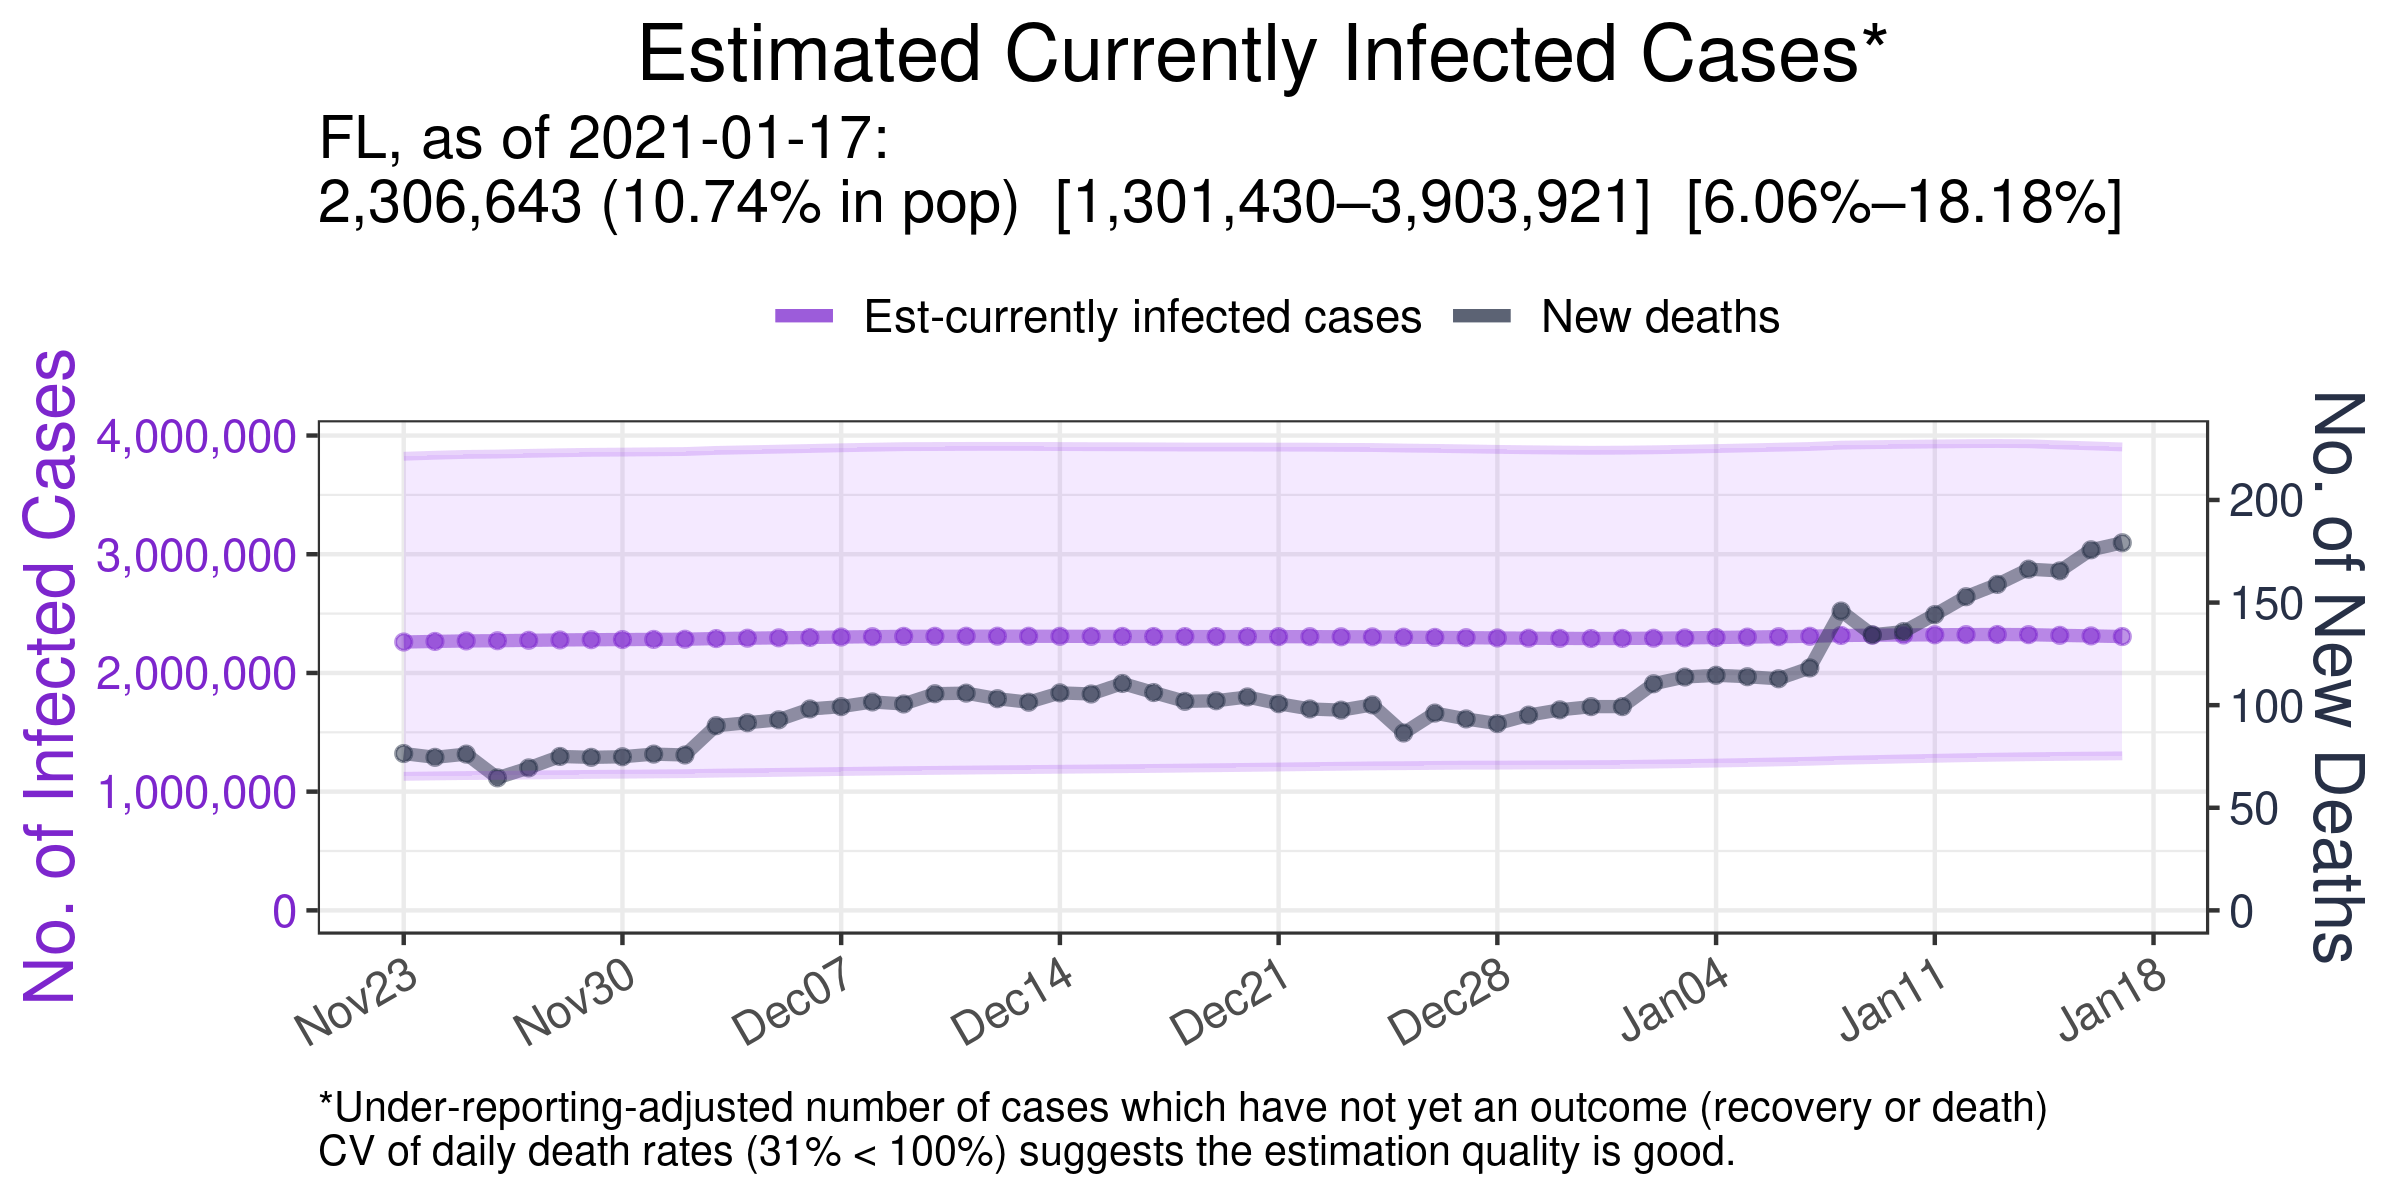 Estimated Currently Infected Cases*
FL, as of 2021-01-17:
2,306,643 (10.74% in pop)  [1,301,430–3,903,921]  [6.06%–18.18%]
Est-currently infected cases
New deaths
No. of Infected Cases
4,000,000
3,000,000
2,000,000
1,000,000
0
200
150
100
50
0
No. of New Deaths
Nov23
Nov30
Dec07
Dec14
Dec21
Dec28
Jan04
Jan11
Jan18
*Under-reporting-adjusted number of cases which have not yet an outcome (recovery or death)
CV of daily death rates (31% < 100%) suggests the estimation quality is good.